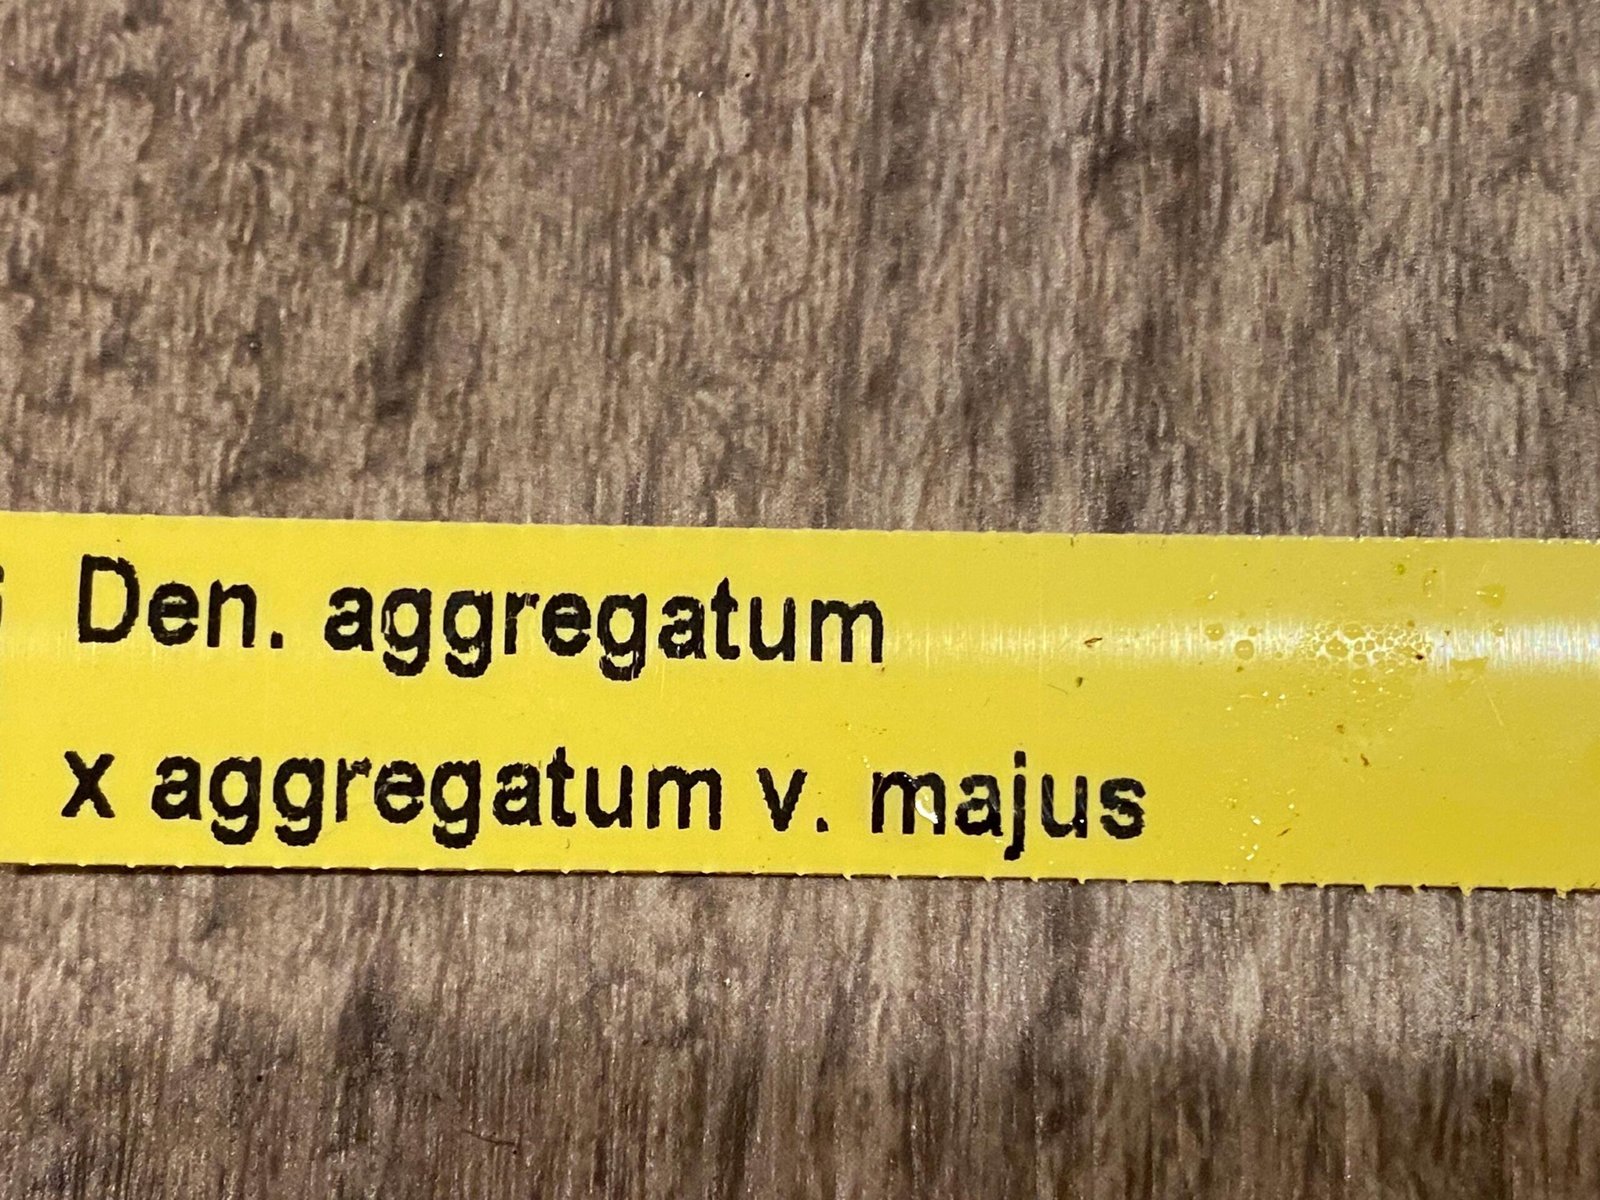 Den. aggregatum
x aggregatum v. majus